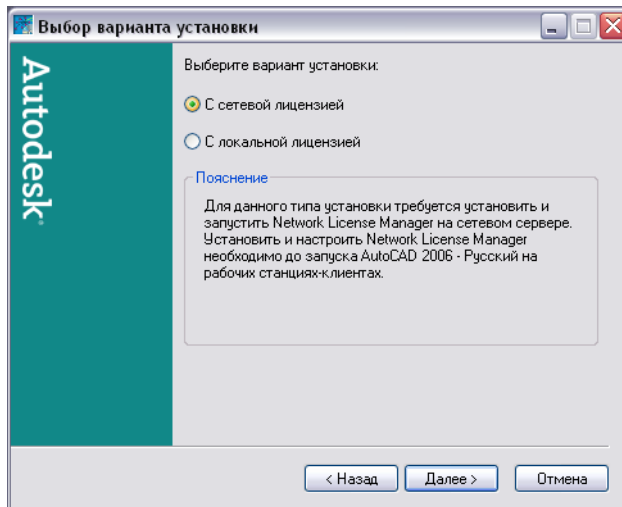 Выбор варианта установки
Autodesk
Выберите вариант установки:
С сетевой лицензией
С локальной лицензией
Пояснение
Для данного типа установки требуется установить и
запустить Network License Manager на сетевом сервере.
Установить и настроить Network License Manager
необходимо до запуска AutoCAD 2006 - Русский на
рабочих станциях-клиентах.
< Назад
Далее >
Отмена